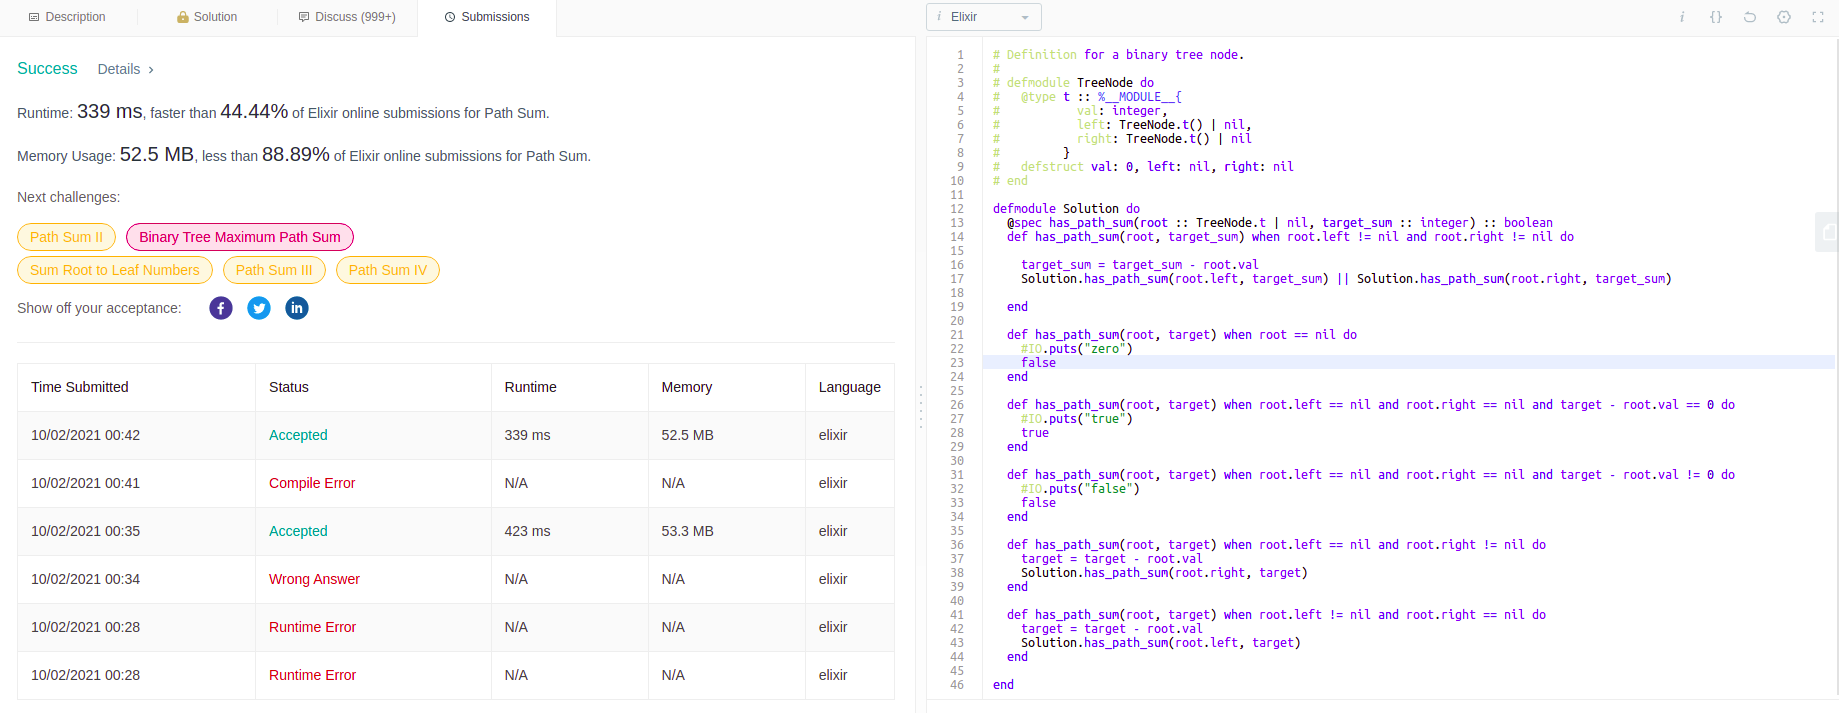 Description
Solution
Discuss (999+)
Submissions
Success
Details
Runtime: 339 ms, faster than 44.44% of Elixir online submissions for Path Sum.
Memory Usage: 52.5 MB, less than 88.89% of Elixir online submissions for Path Sum.
Next challenges:
Path Sum II
Binary Tree Maximum Path Sum
Sum Root to Leaf Numbers
Path Sum III
Path Sum IV
Show off your acceptance:
Time Submitted Status Runtime Memory Language
10/02/2021 00:42 Accepted 339 ms 52.5 MB elixir
10/02/2021 00:41 Compile Error N/A N/A elixir
10/02/2021 00:35 Accepted 423 ms 53.3 MB elixir
10/02/2021 00:34 Wrong Answer N/A N/A elixir
10/02/2021 00:28 Runtime Error N/A N/A elixir
10/02/2021 00:28 Runtime Error N/A N/A elixir
i Elixir
i {}
1 # Definition for a binary tree node.
2 #
3 # defmodule TreeNode do
4 #   @type t :: %__MODULE__{
5 #           val: integer,
6 #           left: TreeNode.t() | nil,
7 #           right: TreeNode.t() | nil
8 #         }
9 #   defstruct val: 0, left: nil, right: nil
10 # end
11
12 defmodule Solution do
13   @spec has_path_sum(root :: TreeNode.t | nil, target_sum :: integer) :: boolean
14   def has_path_sum(root, target_sum) when root.left != nil and root.right != nil do
15
16     target_sum = target_sum - root.val
17     Solution.has_path_sum(root.left, target_sum) || Solution.has_path_sum(root.right, target_sum)
18
19   end
20
21   def has_path_sum(root, target) when root == nil do
22     #IO.puts("zero")
23     false
24   end
25
26   def has_path_sum(root, target) when root.left == nil and root.right == nil and target - root.val == 0 do
27     #IO.puts("true")
28     true
29   end
30
31   def has_path_sum(root, target) when root.left == nil and root.right == nil and target - root.val != 0 do
32     #IO.puts("false")
33     false
34   end
35
36   def has_path_sum(root, target) when root.left == nil and root.right != nil do
37     target = target - root.val
38     Solution.has_path_sum(root.right, target)
39   end
40
41   def has_path_sum(root, target) when root.left != nil and root.right == nil do
42     target = target - root.val
43     Solution.has_path_sum(root.left, target)
44   end
45
46 end